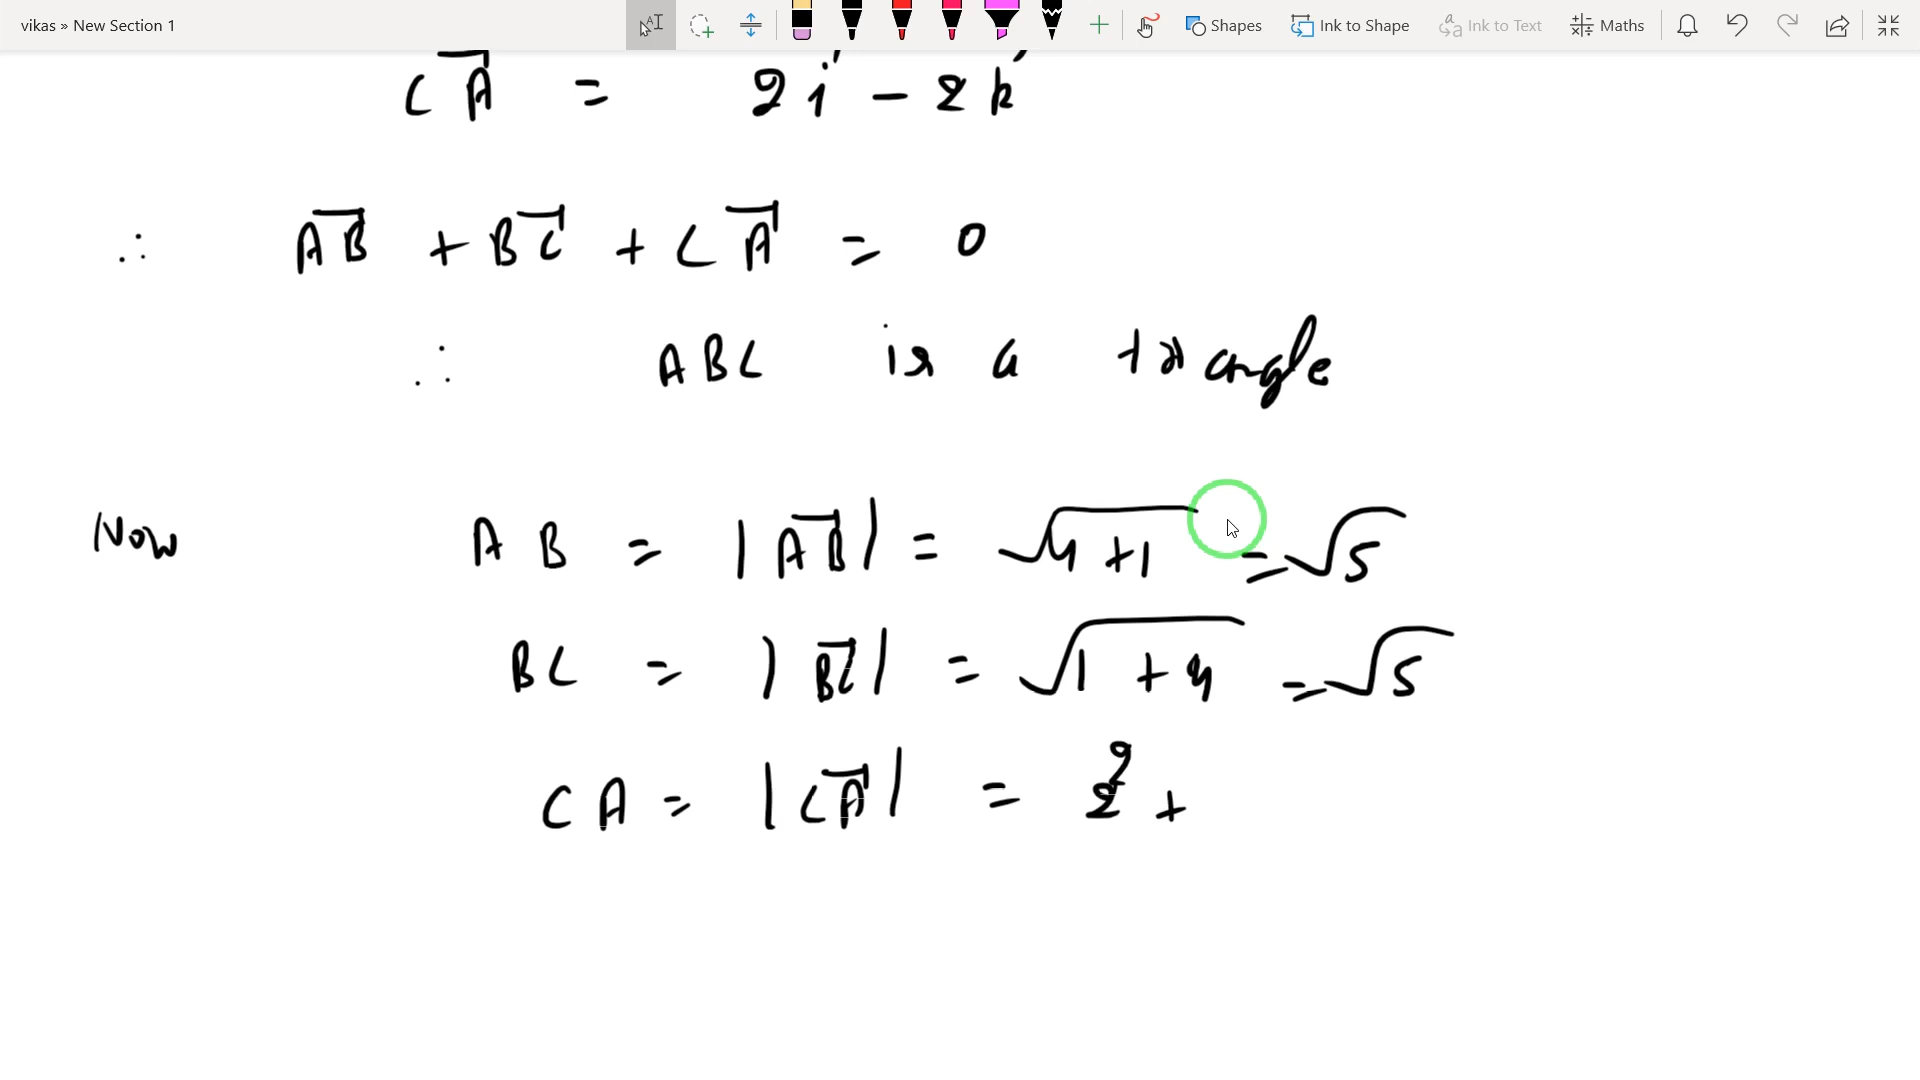 vikas » New Section 1 Shapes Ink to Shape Ink to Text Maths
CA = 2i - 2k
∴ AB + BC + CA = 0
∴ ABC is a triangle
Now AB = |AB| = √4+1 = √5
BC = |BC| = √1+4 = √5
CA = |CA| = 2² +